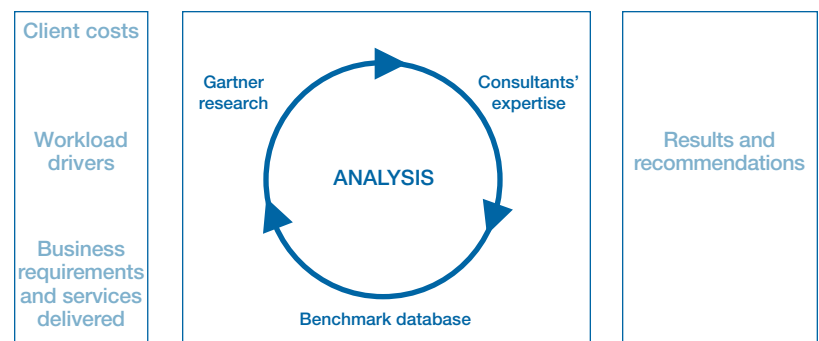 Client costs
Workload
drivers
Business
requirements
and services
delivered
Gartner
research
Consultants’
expertise
ANALYSIS
Benchmark database
Results and
recommendations